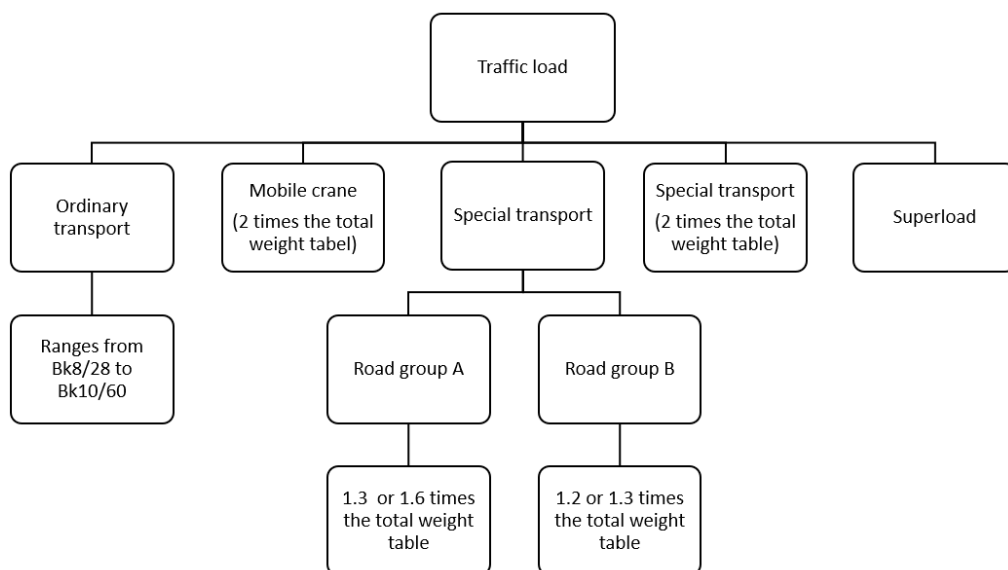 Traffic load
Ordinary
transport
Mobile crane
(2 times the total
weight tabel)
Special transport
Special transport
(2 times the total
weight table)
Superload
Ranges from
Bk8/28 to
Bk10/60
Road group A
Road group B
1.3 or 1.6 times
the total weight
table
1.2 or 1.3 times
the total weight
table